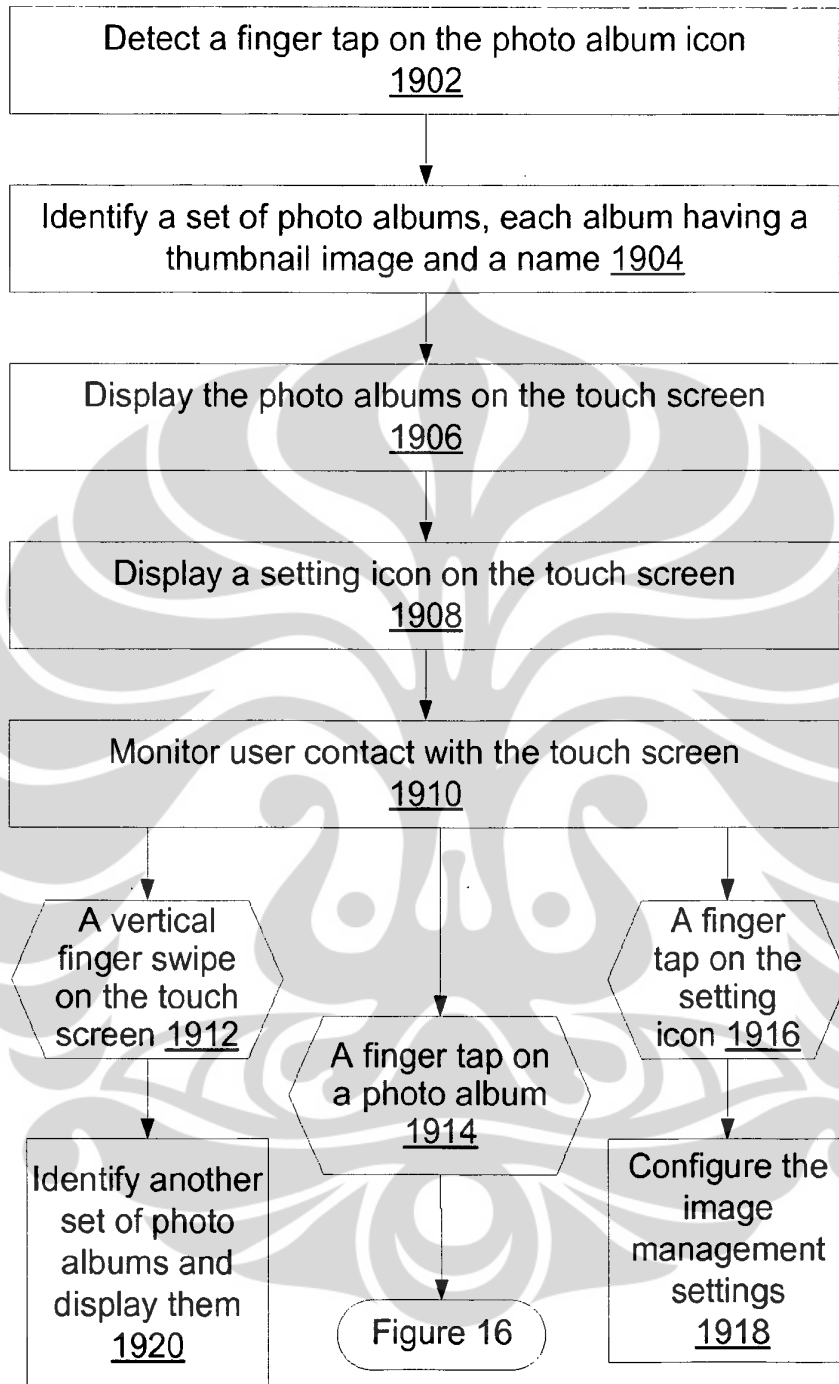 Detect a finger tap on the photo album icon
1902
Identify a set of photo albums, each album having a
thumbnail image and a name 1904
Display the photo albums on the touch screen
1906
Display a setting icon on the touch screen
1908
Monitor user contact with the touch screen
1910
A vertical
finger swipe
on the touch
screen 1912
A finger tap on
a photo album
1914
A finger
tap on the
setting
icon 1916
Identify another
set of photo
albums and
display them
1920
Figure 16
Configure the
image
management
settings
1918